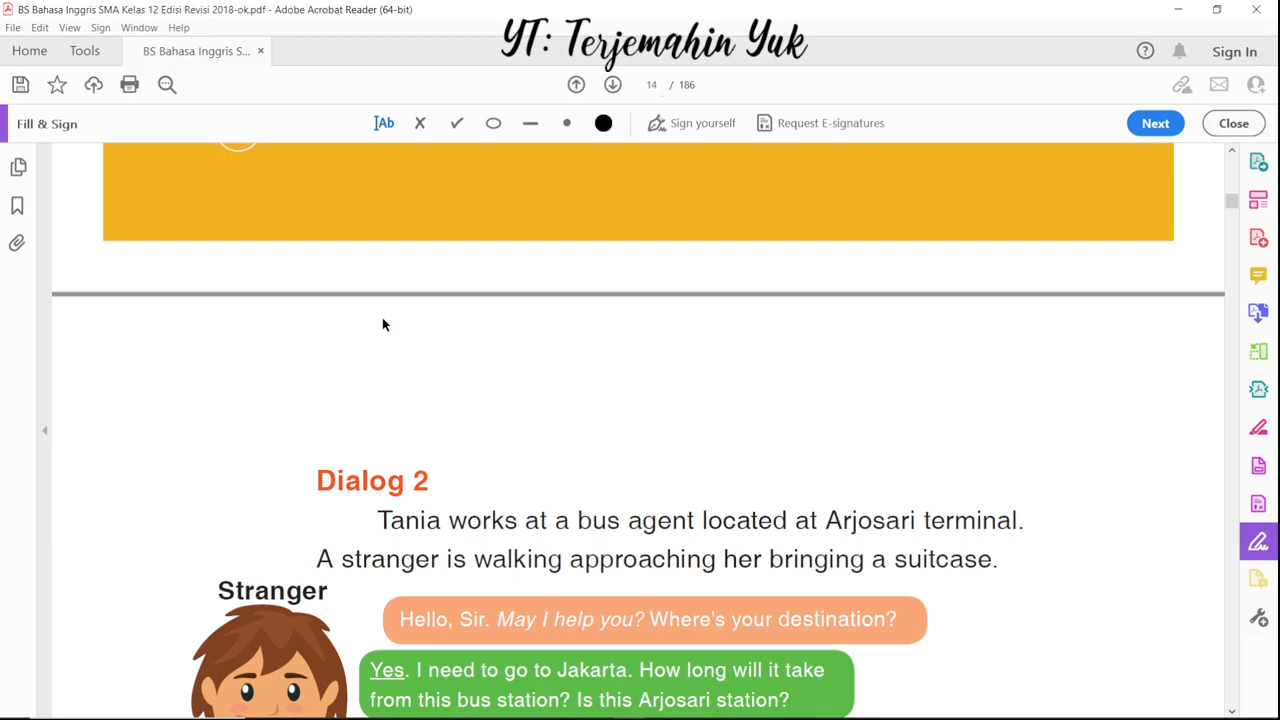 BS Bahasa Inggris SMA Kelas 12 Edisi Revisi 2018-ok.pdf - Adobe Acrobat Reader (64-bit)
YT: Terjemahin Yuk
File Edit View Sign Window Help
Home Tools BS Bahasa Inggris S... × Sign In
14 / 186
Fill & Sign Ab Sign yourself Request E-signatures Next Close
Dialog 2
Tania works at a bus agent located at Arjosari terminal.
A stranger is walking approaching her bringing a suitcase.
Stranger
Hello, Sir. May I help you? Where's your destination?
Yes. I need to go to Jakarta. How long will it take
from this bus station? Is this Arjosari station?